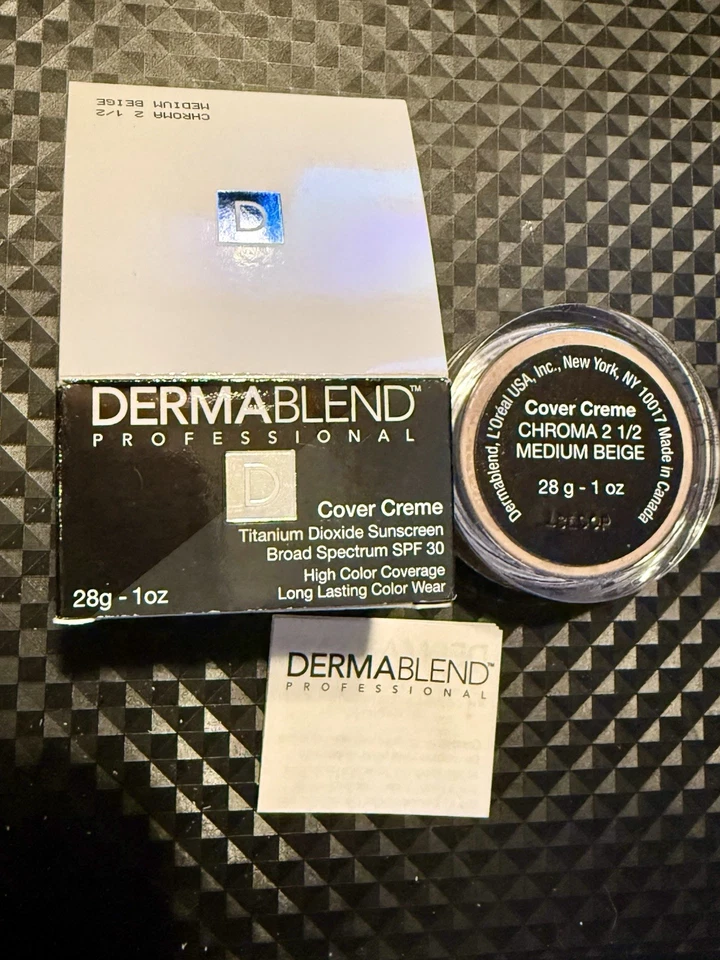 CHROMA 2 1/2
MEDIUM BEIGE
D
DERMABLEND™
PROFESSIONAL
D
Cover Creme
Titanium Dioxide Sunscreen
Broad Spectrum SPF 30
High Color Coverage
Long Lasting Color Wear
28g - 1oz
Dermablend, L'Oréal USA, Inc., New York, NY 10017 Made in Canada
Cover Creme
CHROMA 2 1/2
MEDIUM BEIGE
28 g - 1 oz
DERMABLEND™
PROFESSIONAL